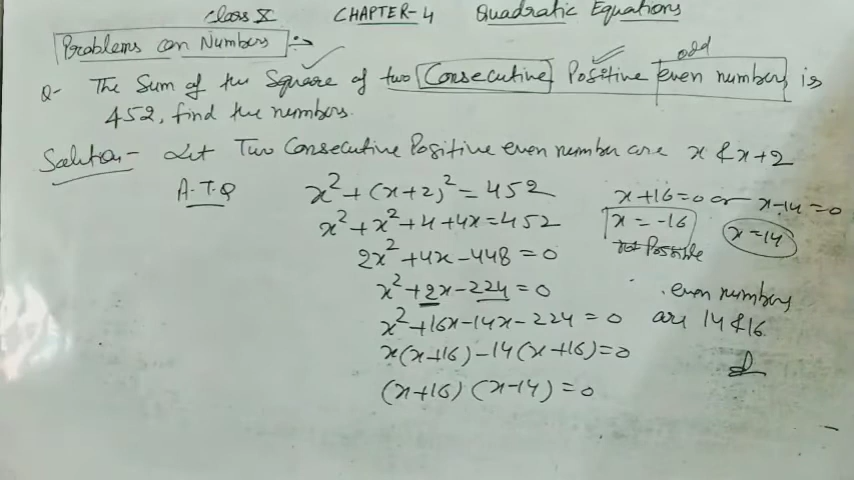 Class X CHAPTER-4 Quadratic Equations
Problems on Numbers :-
odd
Q- The Sum of the Square of two Consecutive Positive even numbers is
452, find the numbers.
Solution- Let Two Consecutive Positive even number are x & x+2
A.T.Q x²+(x+2)²=452
x²+x²+4+4x=452
2x²+4x-448=0
x²+2x-224=0
x²+16x-14x-224=0
x(x+16)-14(x+16)=0
(x+16)(x-14)=0
x+16=0 or x-14=0
x=-16 x=14
not Possible
even numbers
are 14 & 16